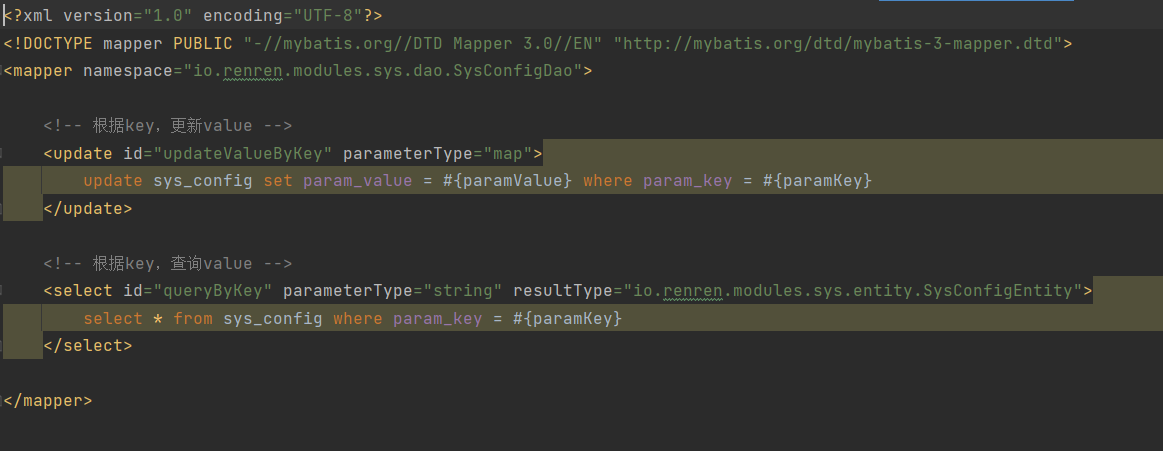 <?xml version="1.0" encoding="UTF-8"?>
<!DOCTYPE mapper PUBLIC "-//mybatis.org//DTD Mapper 3.0//EN" "http://mybatis.org/dtd/mybatis-3-mapper.dtd">
<mapper namespace="io.renren.modules.sys.dao.SysConfigDao">
<!-- 根据key，更新value -->
<update id="updateValueByKey" parameterType="map">
update sys_config set param_value = #{paramValue} where param_key = #{paramKey}
</update>
<!-- 根据key，查询value -->
<select id="queryByKey" parameterType="string" resultType="io.renren.modules.sys.entity.SysConfigEntity">
select * from sys_config where param_key = #{paramKey}
</select>
</mapper>